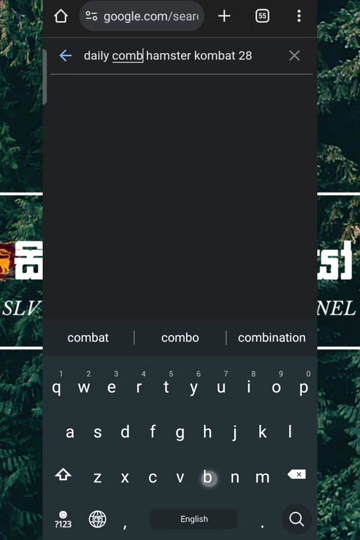 google.com/sear
55
daily comb hamster kombat 28
සි
යෝ
SLV
NEL
combat
combo
combination
1 2 3 4 5 6 7 8 9 0
q w e r t y u i o p
a s d f g h j k l
z x c v b n m
?123
,
English
.